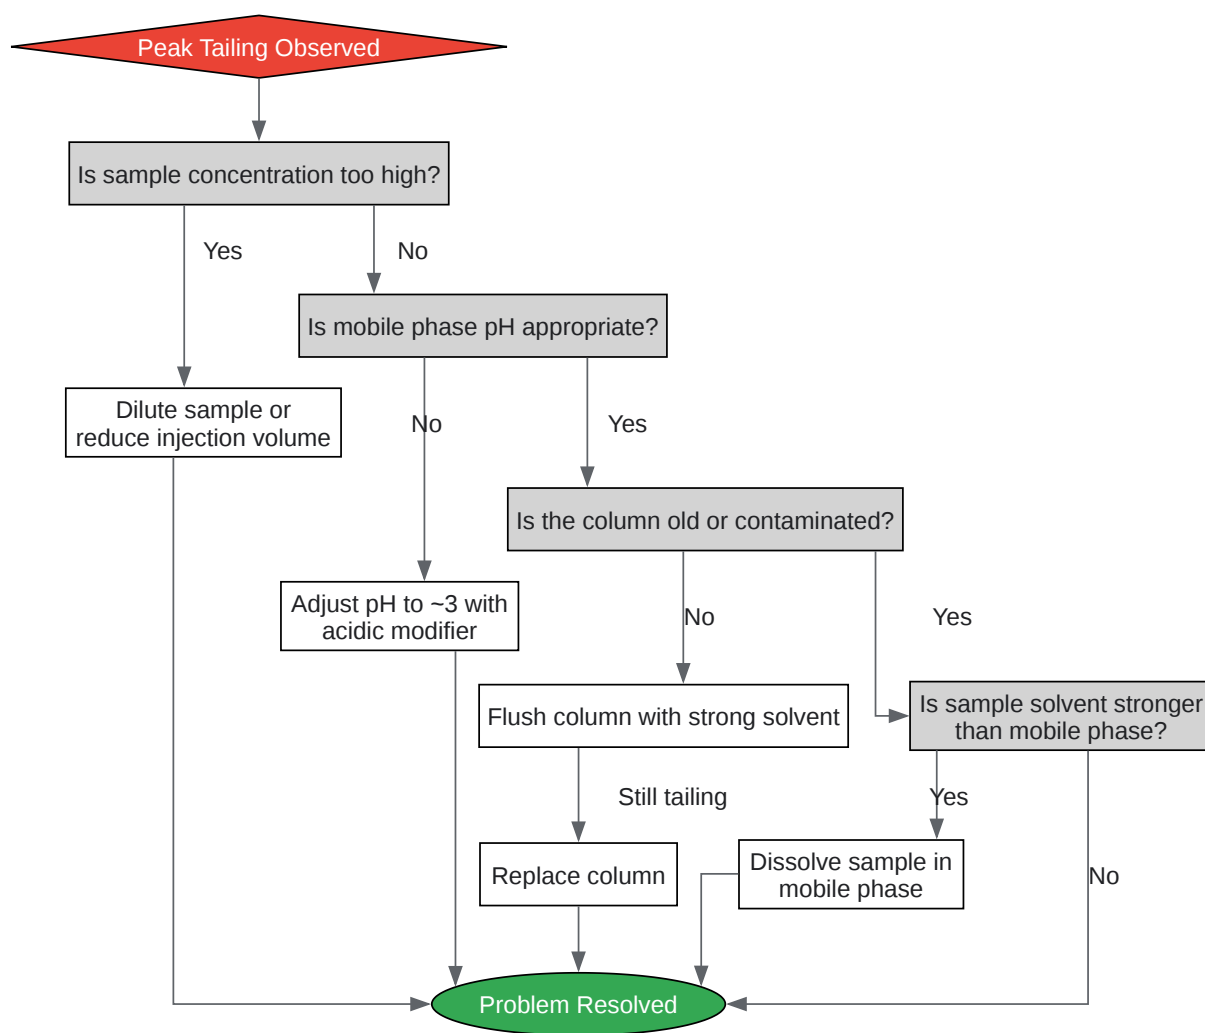 Peak Tailing Observed
Is sample concentration too high?
Yes
No
Is mobile phase pH appropriate?
Dilute sample or
reduce injection volume
No
Yes
Is the column old or contaminated?
Adjust pH to ~3 with
acidic modifier
No
Yes
Flush column with strong solvent
Is sample solvent stronger
than mobile phase?
Still tailing
Yes
Replace column
Dissolve sample in
mobile phase
No
Problem Resolved